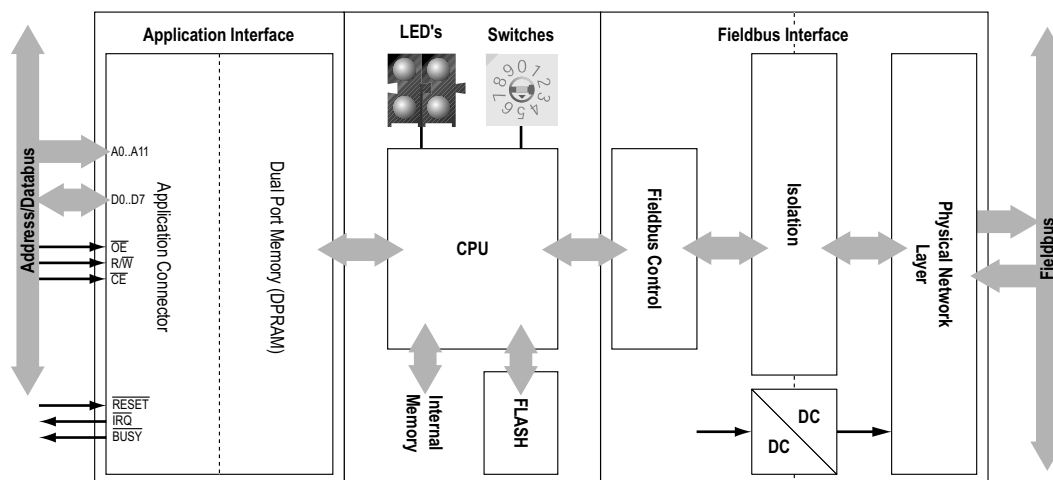 Application Interface
LED's
Switches
Fieldbus Interface
9 0 1 2 3 4 5 6 7 8
Address/Databus
A0..A11
D0..D7
OE
R/W
CE
RESET
IRQ
BUSY
Application Connector
Dual Port Memory (DPRAM)
CPU
Internal
Memory
FLASH
Fieldbus Control
Isolation
DC
DC
Physical Network
Layer
Fieldbus